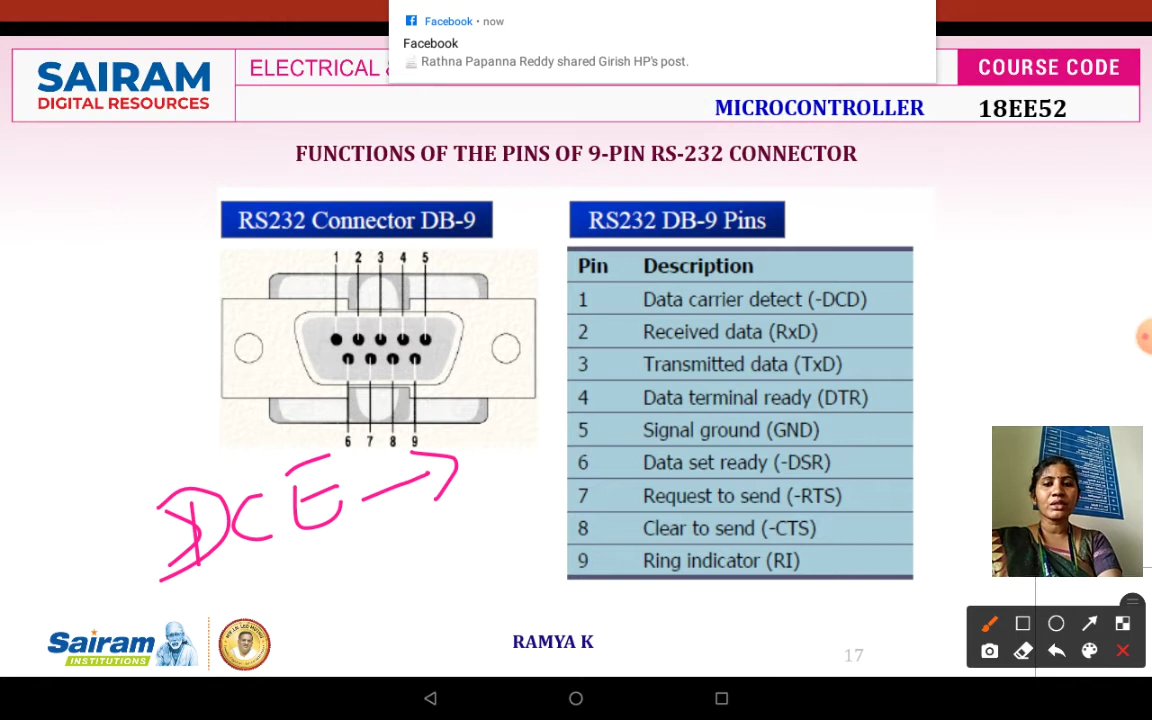 Facebook • now
Facebook
Rathna Papanna Reddy shared Girish HP's post.
SAIRAM
DIGITAL RESOURCES
ELECTRICAL
COURSE CODE
MICROCONTROLLER
18EE52
FUNCTIONS OF THE PINS OF 9-PIN RS-232 CONNECTOR
RS232 Connector DB-9
1 2 3 4 5
6 7 8 9
DCE →
RS232 DB-9 Pins
Pin Description
1 Data carrier detect (-DCD)
2 Received data (RxD)
3 Transmitted data (TxD)
4 Data terminal ready (DTR)
5 Signal ground (GND)
6 Data set ready (-DSR)
7 Request to send (-RTS)
8 Clear to send (-CTS)
9 Ring indicator (RI)
Sairam
INSTITUTIONS
RAMYA K
17